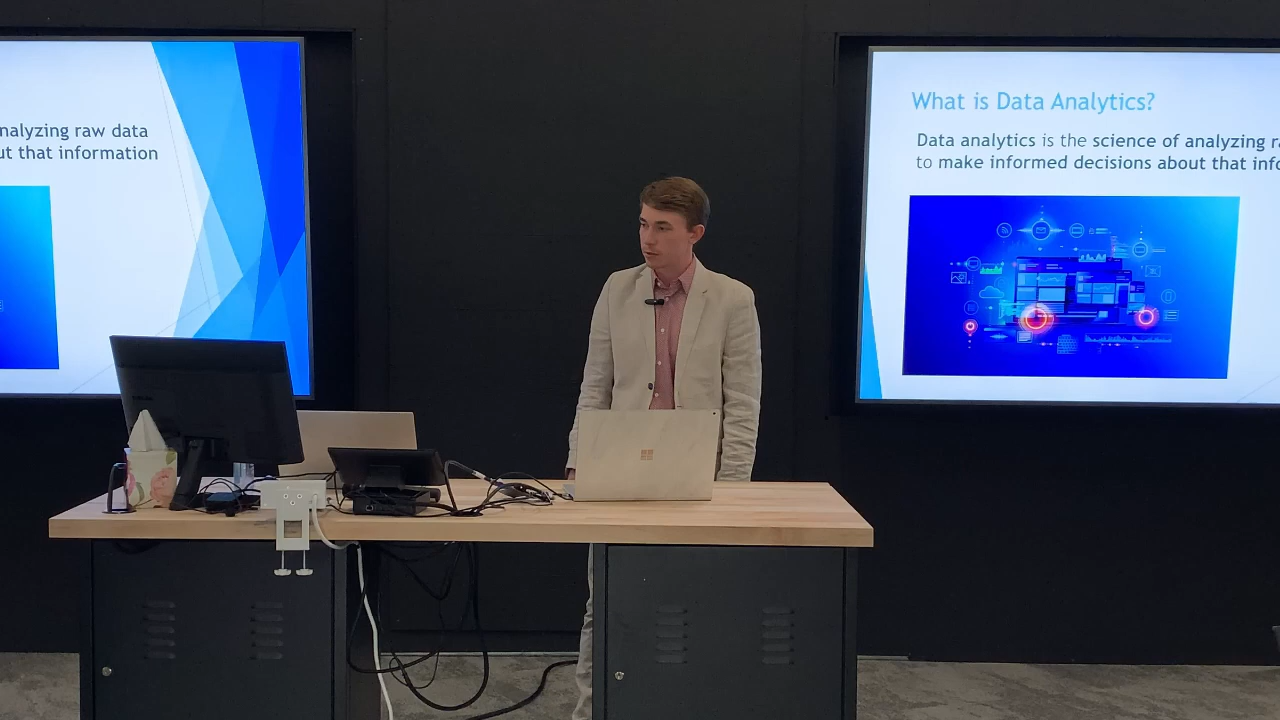 nalyzing raw data
ut that information
What is Data Analytics?
Data analytics is the science of analyzing ra
to make informed decisions about that info